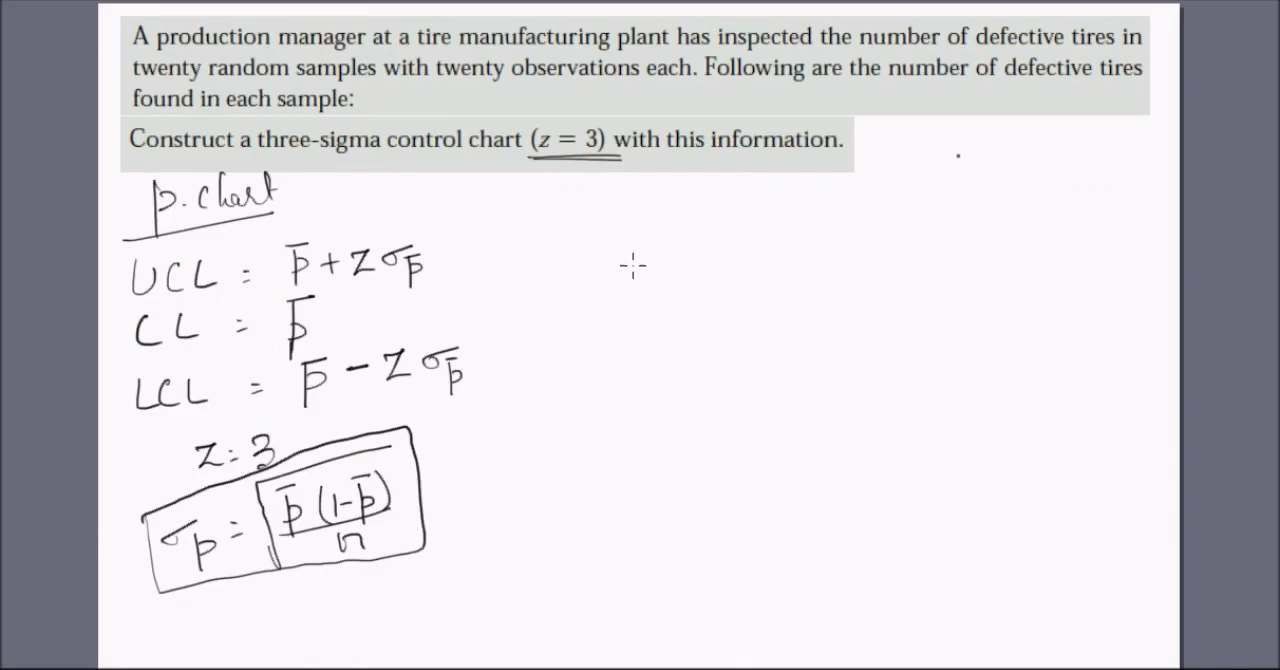 A production manager at a tire manufacturing plant has inspected the number of defective tires in
twenty random samples with twenty observations each. Following are the number of defective tires
found in each sample:
Construct a three-sigma control chart (z = 3) with this information.
p. Chart
UCL = p̄ + Z σp̄
CL = p̄
LCL = p̄ - Z σp̄
Z = 3
σp = √(p̄ (1-p̄) / n)